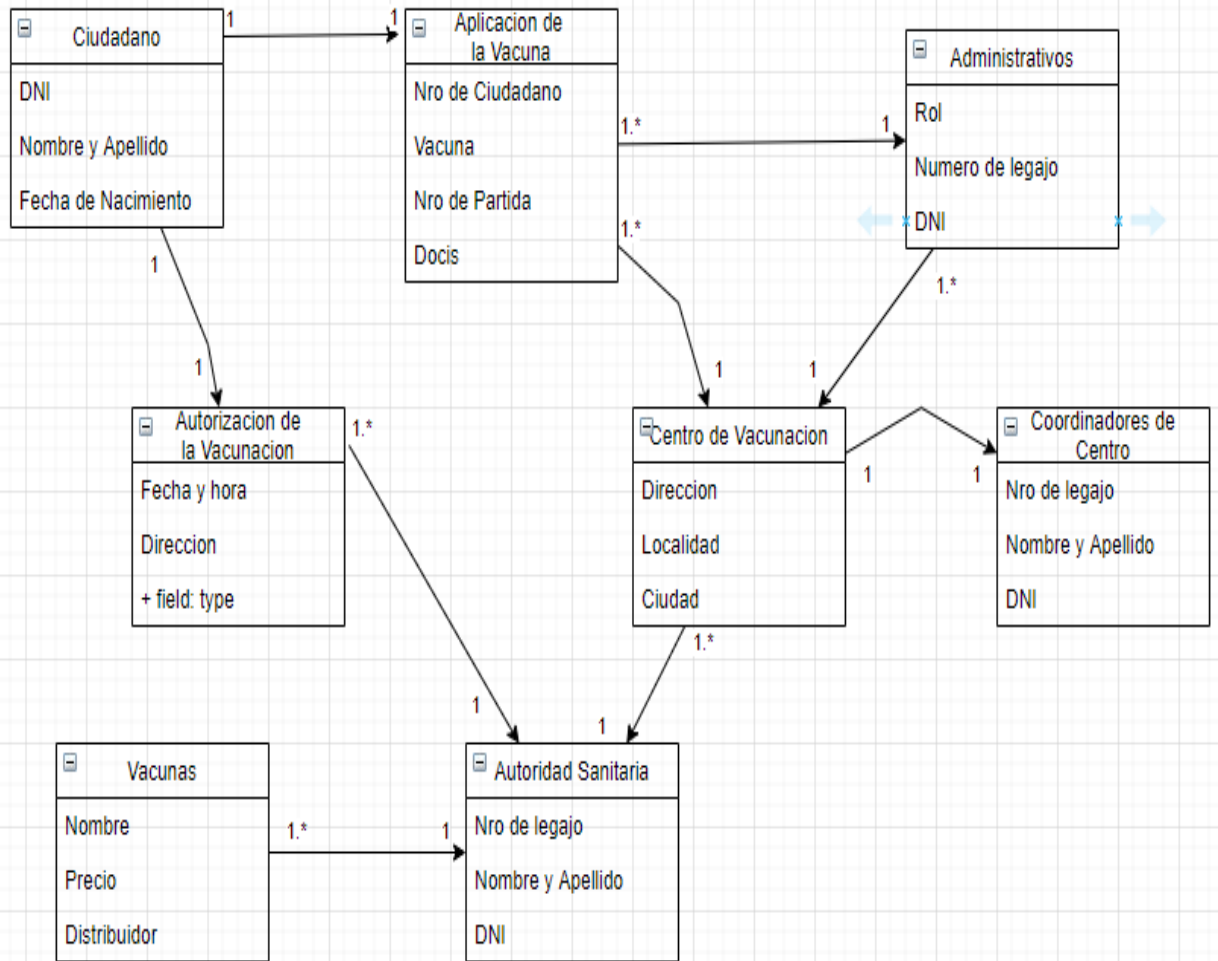 Ciudadano
DNI
Nombre y Apellido
Fecha de Nacimiento
1
1
Aplicacion de
la Vacuna
Nro de Ciudadano
Vacuna
Nro de Partida
Docis
1.*
1
Administrativos
Rol
Numero de legajo
DNI
1.*
1
1.*
1
1
1
Autorizacion de
la Vacunacion
Fecha y hora
Direccion
+ field: type
1.*
1
Centro de Vacunacion
Direccion
Localidad
Ciudad
1
1
Coordinadores de
Centro
Nro de legajo
Nombre y Apellido
DNI
1.*
1
Vacunas
Nombre
Precio
Distribuidor
1.*
1
Autoridad Sanitaria
Nro de legajo
Nombre y Apellido
DNI